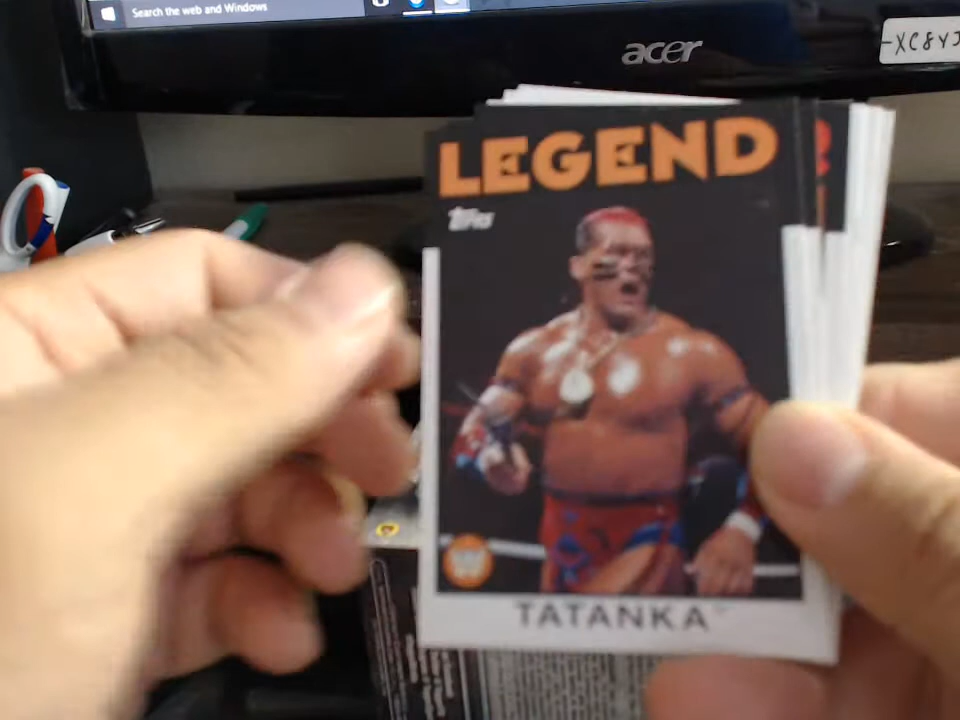 Search the web and Windows
acer
-XC8YJ
LEGEND
Topps
TATANKA